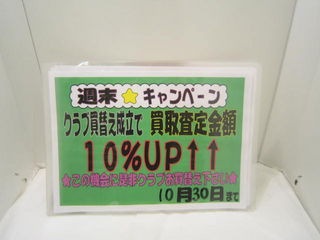 週末☆キャンペーン
クラブ買替え成立で 買取査定金額
10%UP↑↑
★この機会に是非クラブお買替え下さい★
10月30日まで